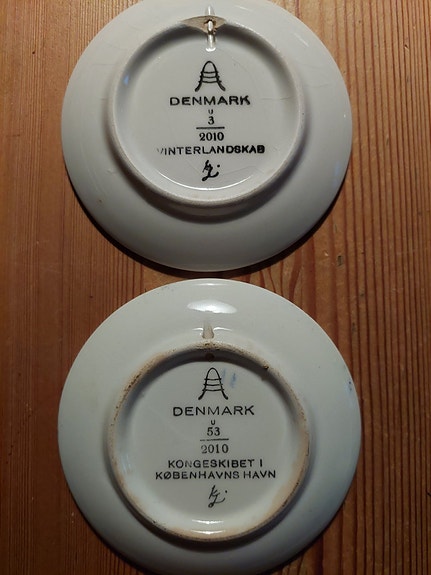 DENMARK
U
3
2010
VINTERLANDSKAB
DENMARK
U
53
2010
KONGESKIBET I
KØBENHAVNS HAVN